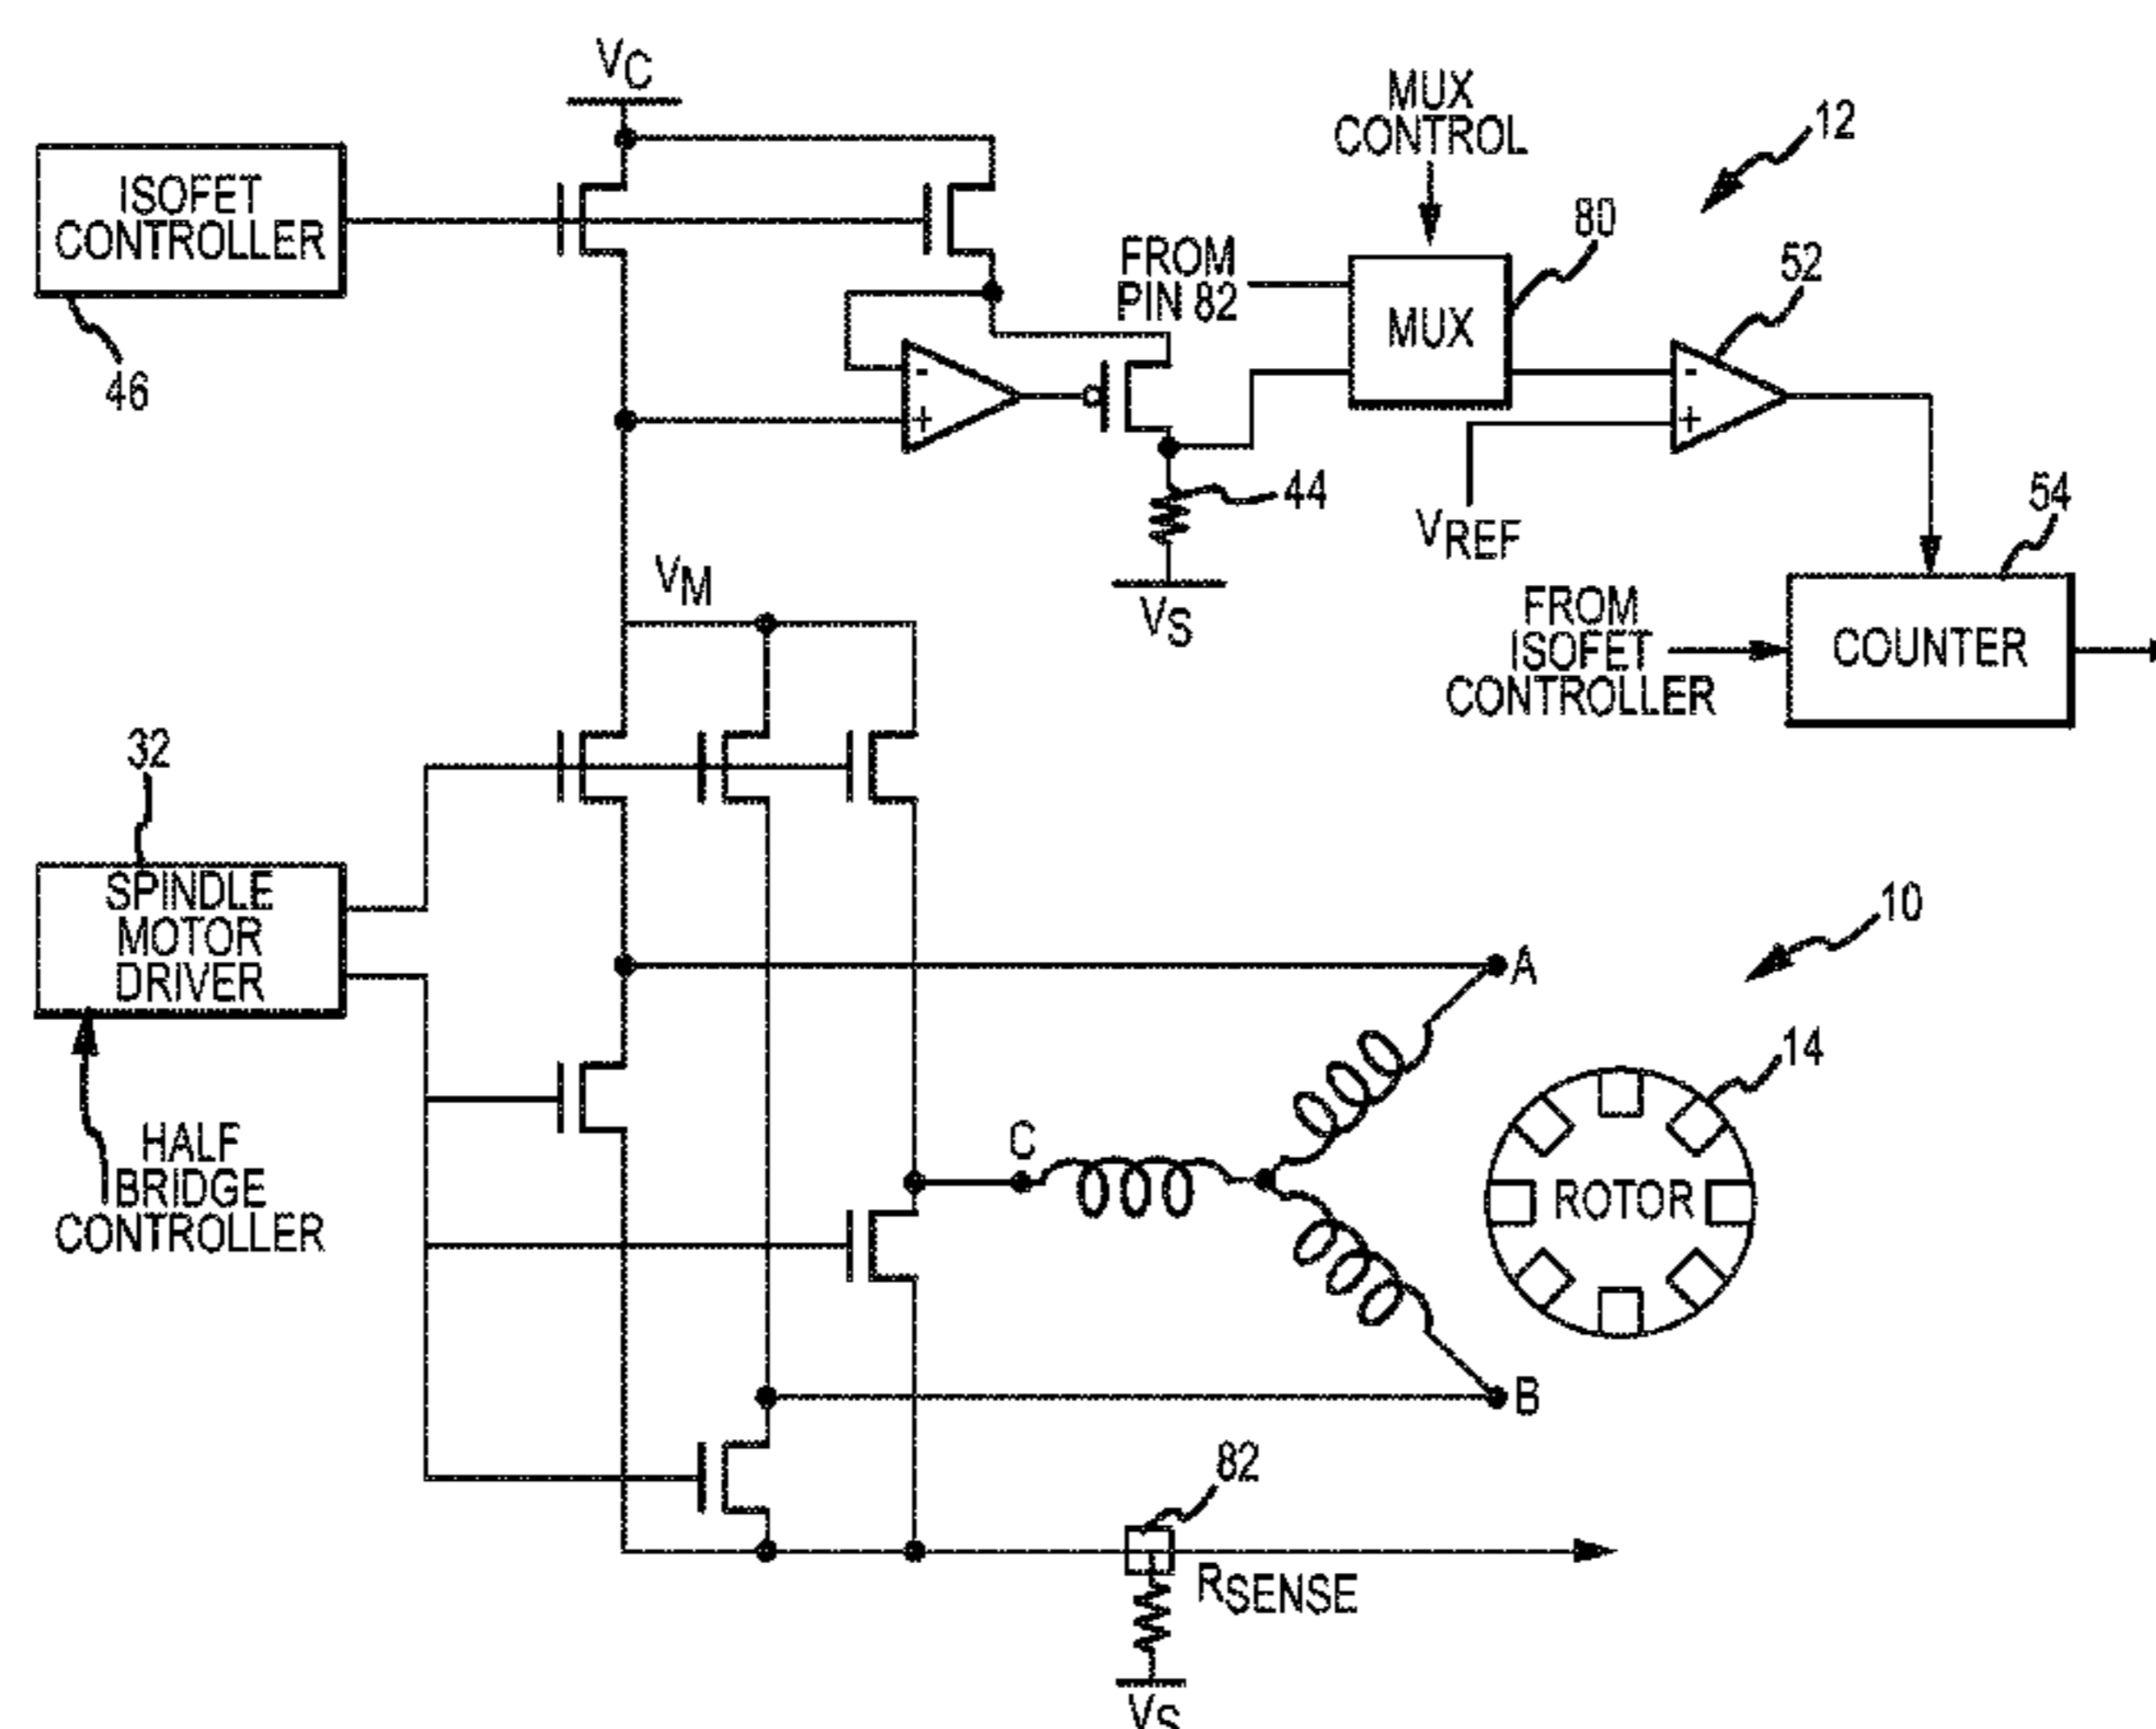 VC
MUX
CONTROL
12
ISOFET
CONTROLLER
46
FROM
PIN 82
MUX
80
52
-
+
-
+
44
VREF
VS
54
VM
FROM
ISOFET
CONTROLLER
COUNTER
32
SPINDLE
MOTOR
DRIVER
10
A
14
HALF
BRIDGE
CONTROLLER
C
ROTOR
B
82
RSENSE
VS